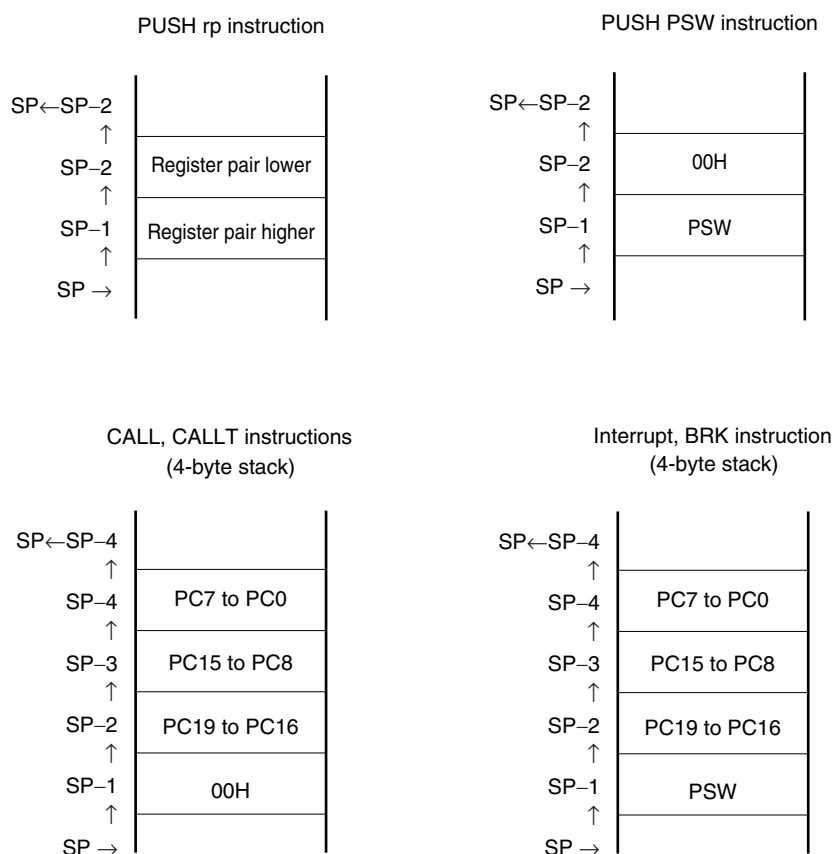 PUSH rp instruction
SP←SP−2
↑
SP−2
↑
SP−1
↑
SP →
Register pair lower
Register pair higher
PUSH PSW instruction
SP←SP−2
↑
SP−2
↑
SP−1
↑
SP →
00H
PSW
CALL, CALLT instructions
(4-byte stack)
SP←SP−4
↑
SP−4
↑
SP−3
↑
SP−2
↑
SP−1
↑
SP →
PC7 to PC0
PC15 to PC8
PC19 to PC16
00H
Interrupt, BRK instruction
(4-byte stack)
SP←SP−4
↑
SP−4
↑
SP−3
↑
SP−2
↑
SP−1
↑
SP →
PC7 to PC0
PC15 to PC8
PC19 to PC16
PSW